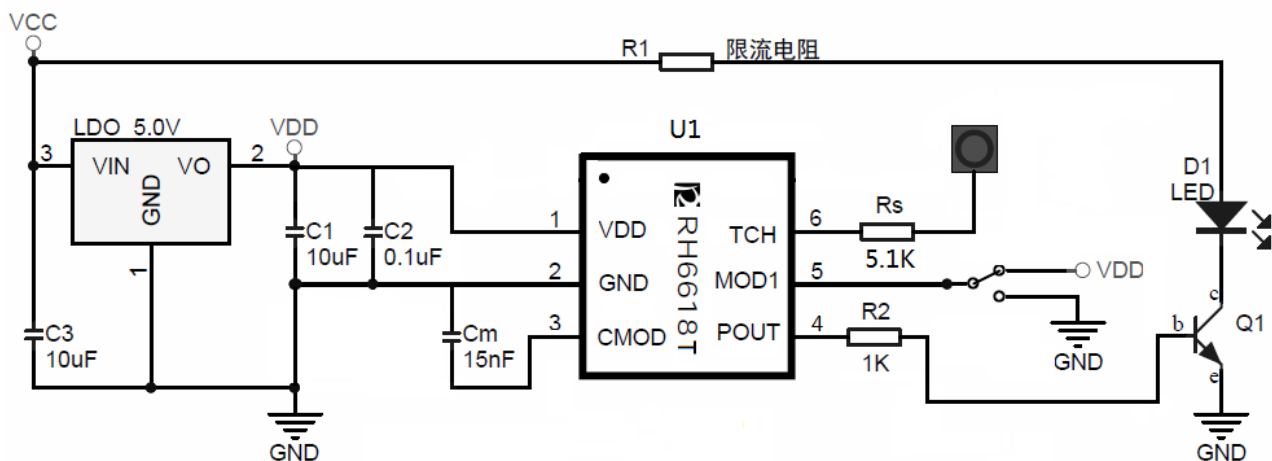 VCC
R1
限流电阻
LDO 5.0V
VDD
U1
3
VIN
VO
2
GND
1
C1
10uF
C2
0.1uF
C3
10uF
Cm
15nF
GND
1
VDD
2
GND
3
CMOD
RH6618T
TCH
6
MOD1
5
POUT
4
Rs
5.1K
R2
1K
VDD
GND
D1
LED
c
b
e
Q1
GND